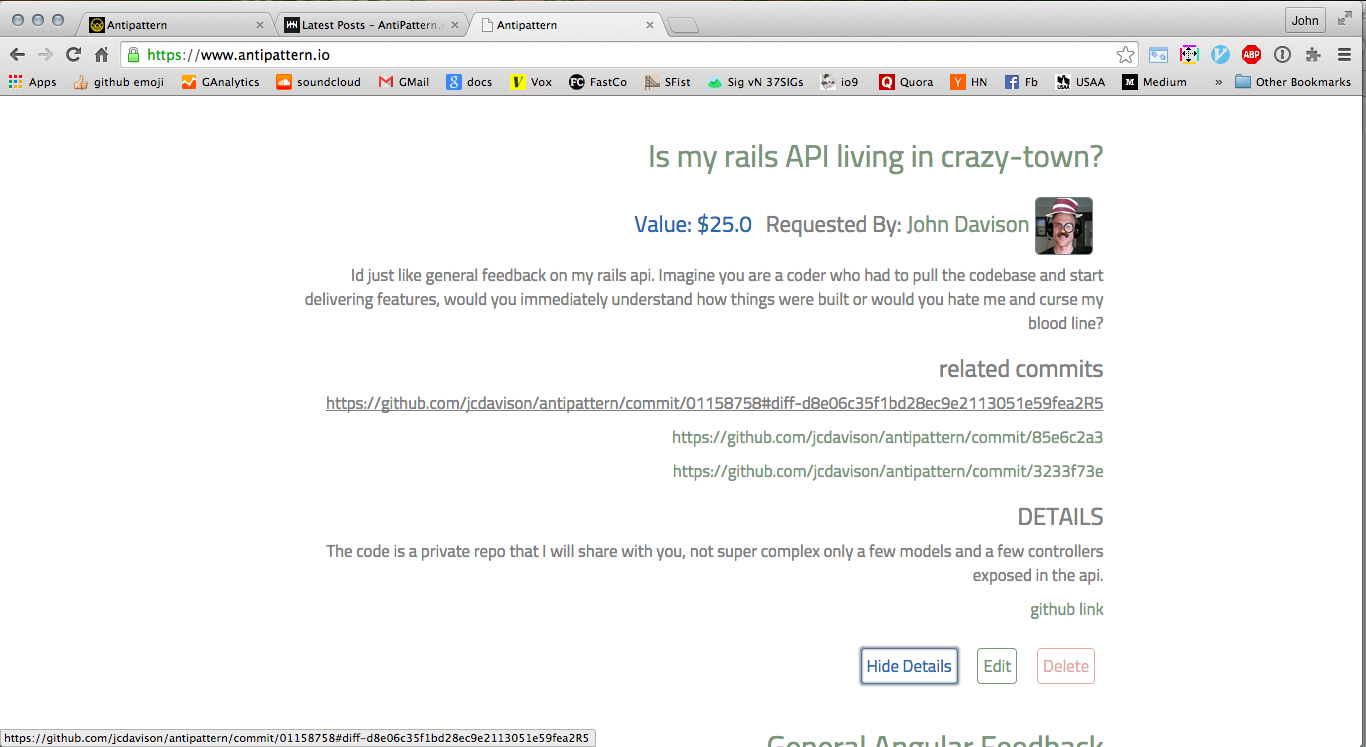 Antipattern
Latest Posts – AntiPattern.
Antipattern
John
https://www.antipattern.io
ABP
Apps
github emoji
GAnalytics
soundcloud
GMail
docs
Vox
FastCo
SFist
Sig vN 37SIGs
io9
Quora
HN
Fb
USAA
Medium
»
Other Bookmarks
Is my rails API living in crazy-town?
Value: $25.0 Requested By: John Davison
Id just like general feedback on my rails api. Imagine you are a coder who had to pull the codebase and start
delivering features, would you immediately understand how things were built or would you hate me and curse my
blood line?
related commits
https://github.com/jcdavison/antipattern/commit/01158758#diff-d8e06c35f1bd28ec9e2113051e59fea2R5
https://github.com/jcdavison/antipattern/commit/85e6c2a3
https://github.com/jcdavison/antipattern/commit/3233f73e
DETAILS
The code is a private repo that I will share with you, not super complex only a few models and a few controllers
exposed in the api.
github link
Hide Details
Edit
Delete
General Angular Feedback
https://github.com/jcdavison/antipattern/commit/01158758#diff-d8e06c35f1bd28ec9e2113051e59fea2R5